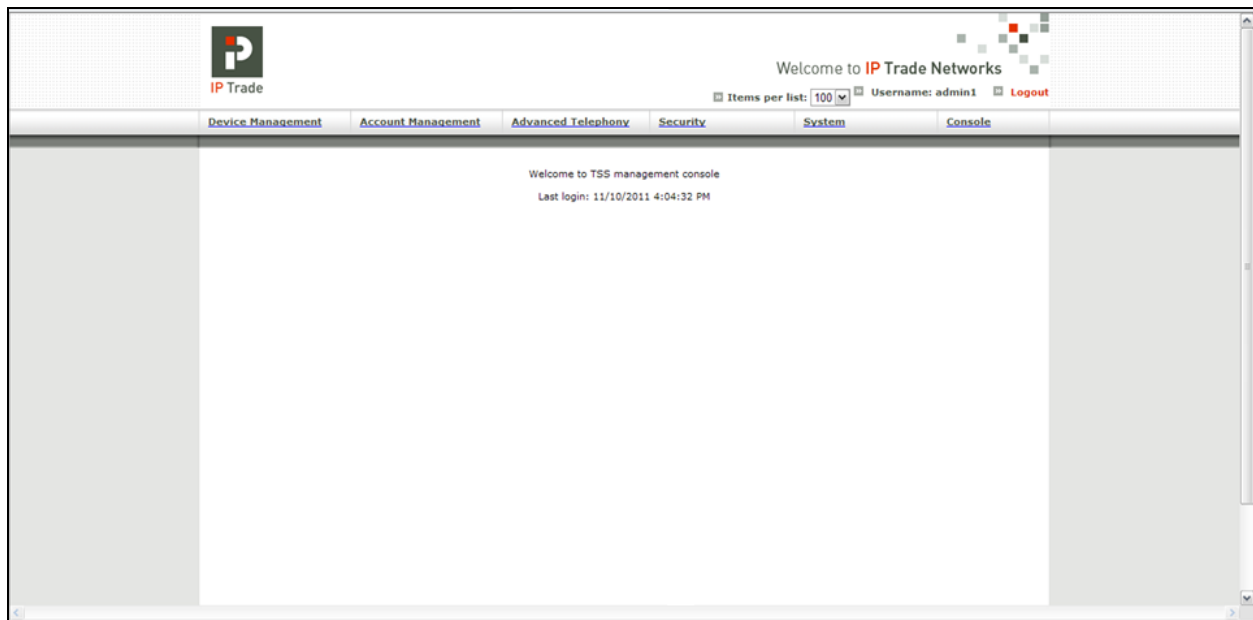 IP Trade
Welcome to IP Trade Networks
Items per list: 100 Username: admin1 Logout
Device Management Account Management Advanced Telephony Security System Console
Welcome to TSS management console
Last login: 11/10/2011 4:04:32 PM